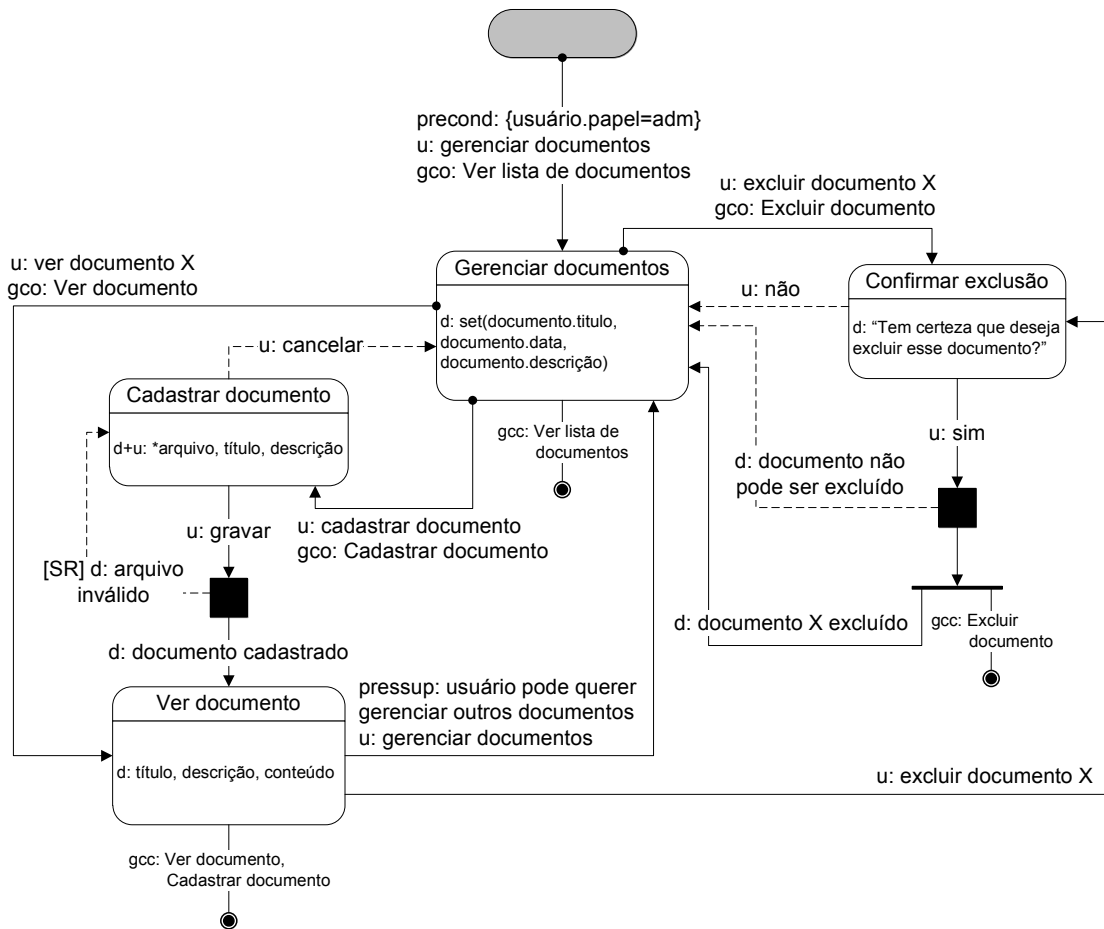 precond: {usuário.papel=adm}
u: gerenciar documentos
gco: Ver lista de documentos
u: excluir documento X
gco: Excluir documento
u: ver documento X
gco: Ver documento
Gerenciar documentos
d: set(documento.titulo,
documento.data,
documento.descrição)
Confirmar exclusão
d: “Tem certeza que deseja
excluir esse documento?”
u: não
u: cancelar
Cadastrar documento
d+u: *arquivo, título, descrição
gcc: Ver lista de
documentos
u: sim
d: documento não
pode ser excluído
u: cadastrar documento
gco: Cadastrar documento
u: gravar
[SR] d: arquivo
inválido
d: documento X excluído
gcc: Excluir
documento
d: documento cadastrado
Ver documento
d: título, descrição, conteúdo
pressup: usuário pode querer
gerenciar outros documentos
u: gerenciar documentos
u: excluir documento X
gcc: Ver documento,
Cadastrar documento